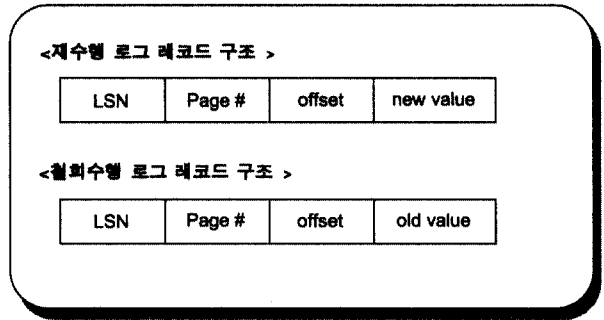 <재수행 로그 레코드 구조 >
LSN Page # offset new value
<철회수행 로그 레코드 구조 >
LSN Page # offset old value